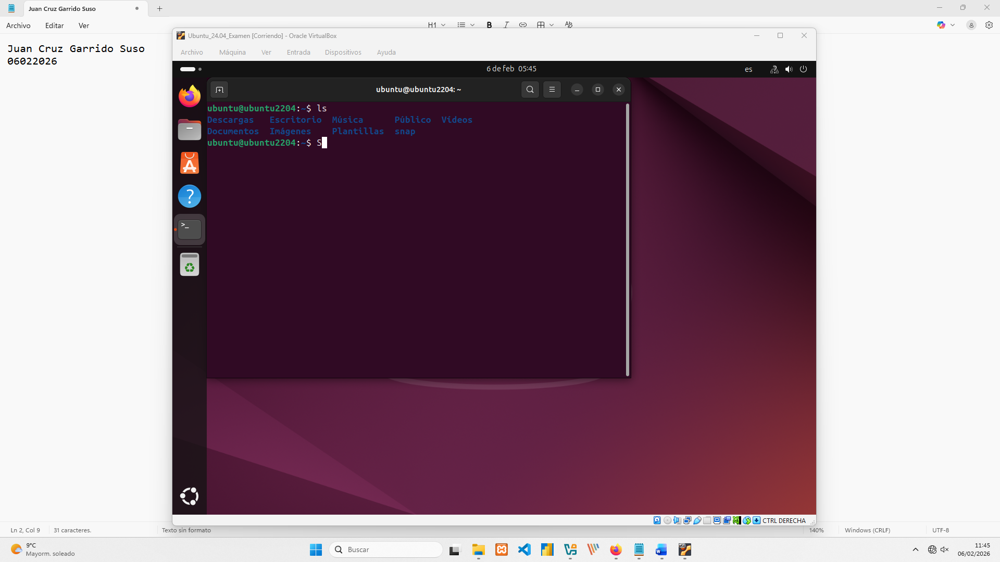 Juan Cruz Garrido Suso
Archivo Editar Ver
H1
Juan Cruz Garrido Suso
06022026
Ubuntu_24.04_Examen [Corriendo] - Oracle VirtualBox
Archivo Máquina Ver Entrada Dispositivos Ayuda
6 de feb 05:45
es
ubuntu@ubuntu2204: ~
ubuntu@ubuntu2204:~$ ls
Descargas Escritorio Música Público Vídeos
Documentos Imágenes Plantillas snap
ubuntu@ubuntu2204:~$ S
CTRL DERECHA
Ln 2, Col 9 31 caracteres. Texto sin formato 140% Windows (CRLF) UTF-8
9°C
Mayorm. soleado
Buscar
11:45
06/02/2026